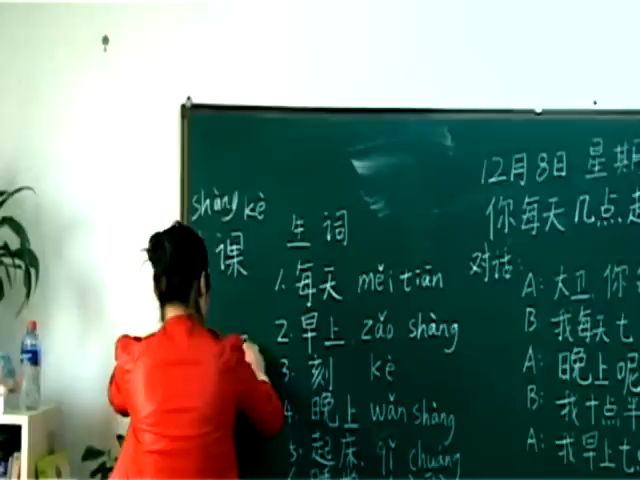 shàng kè
课
生词
1. 每天 měi tiān
2. 早上 zǎo shàng
3. 刻 kè
4. 晚上 wǎn shàng
5. 起床 qǐ chuáng
12月8日 星期
你每天几点起
对话:
A: 大卫, 你
B: 我每天七
A: 晚上呢
B: 我十点半
A: 我早上七